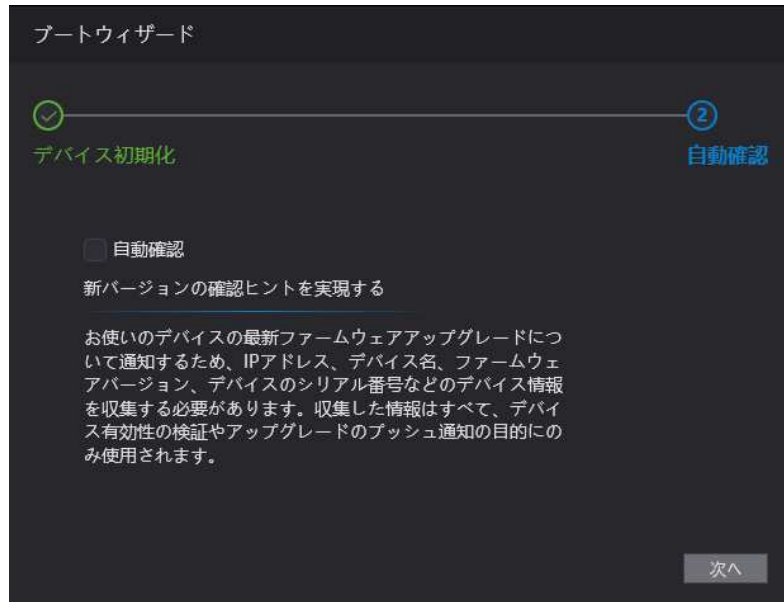 ブートウィザード
2
デバイス初期化 自動確認
自動確認
新バージョンの確認ヒントを実現する
お使いのデバイスの最新ファームウェアアップグレードにつ
いて通知するため、IPアドレス、デバイス名、ファームウェ
アバージョン、デバイスのシリアル番号などのデバイス情報
を収集する必要があります。収集した情報はすべて、デバイ
ス有効性の検証やアップグレードのプッシュ通知の目的にの
み使用されます。
次へ